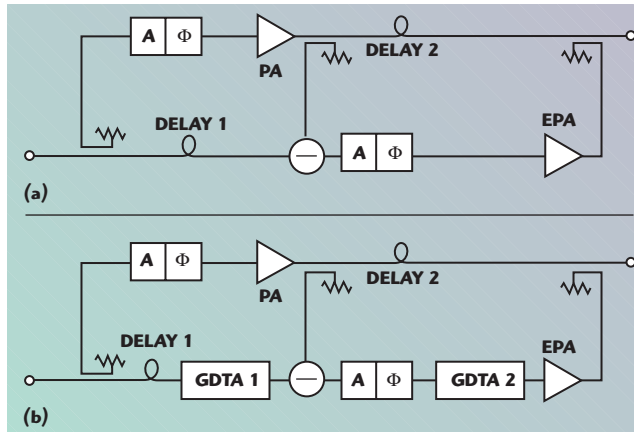 A Φ
PA
DELAY 2
DELAY 1
EPA
— A Φ
(a)
A Φ
PA
DELAY 2
DELAY 1
EPA
GDTA 1 — A Φ GDTA 2
(b)